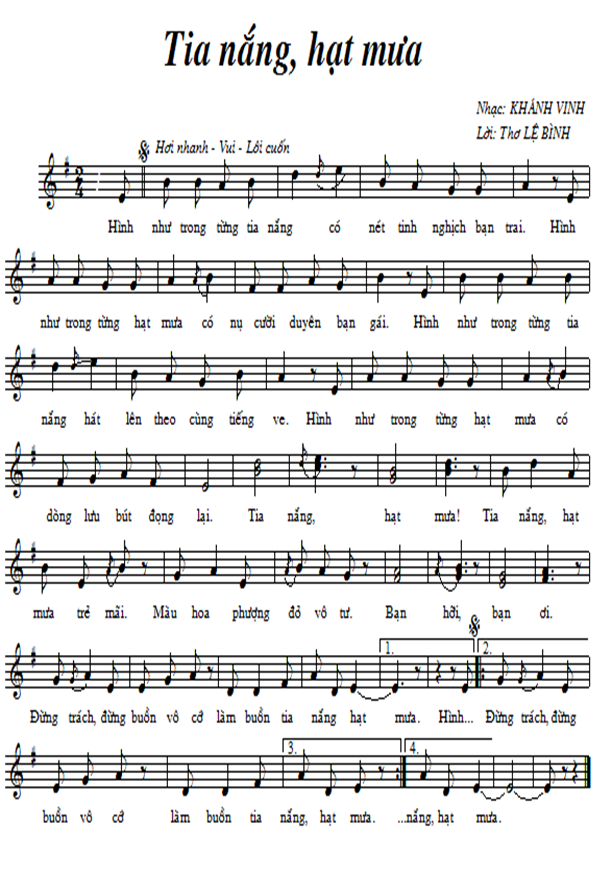 Tia nắng, hạt mưa
Nhạc: KHÁNH VINH
Lời: Thơ LỆ BÌNH
Hơi nhanh - Vui - Lôi cuốn
2
4
Hình như trong từng tia nắng có nét tinh nghịch bạn trai. Hình
như trong từng hạt mưa có nụ cười duyên bạn gái. Hình như trong từng tia
nắng hát lên theo cùng tiếng ve. Hình như trong từng hạt mưa có
dòng lưu bút đọng lại. Tia nắng, hạt mưa! Tia nắng, hạt
mưa trẻ mãi. Màu hoa phượng đỏ vô tư. Bạn hỡi, bạn ơi.
1. 2.
Đừng trách, đừng buồn vô cớ làm buồn tia nắng hạt mưa. Hình... Đừng trách, đừng
3. 4.
buồn vô cớ làm buồn tia nắng, hạt mưa. ...nắng, hạt mưa.